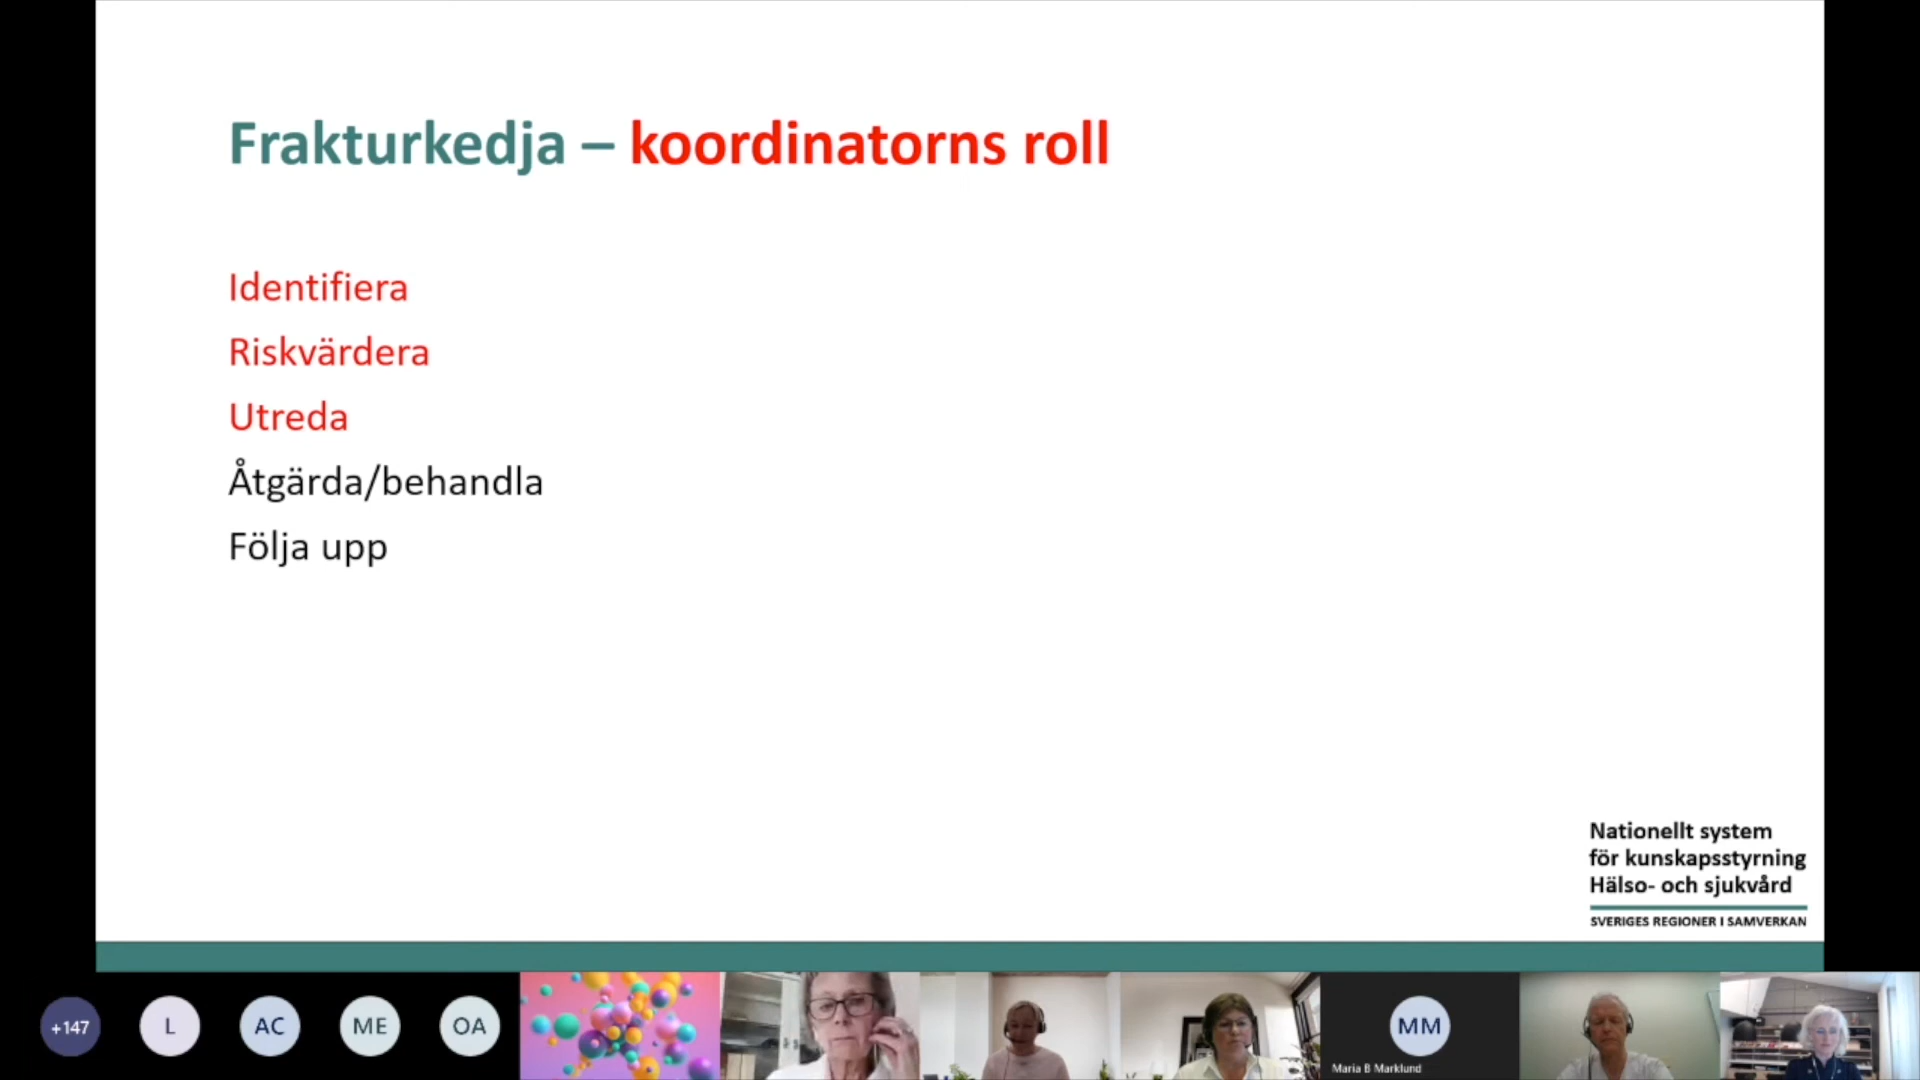 Frakturkedja – koordinatorns roll
Identifiera
Riskvärdera
Utreda
Åtgärda/behandla
Följa upp
Nationellt system
för kunskapsstyrning
Hälso- och sjukvård
SVERIGES REGIONER I SAMVERKAN
+147
L
AC
ME
OA
MM
Maria B Marklund